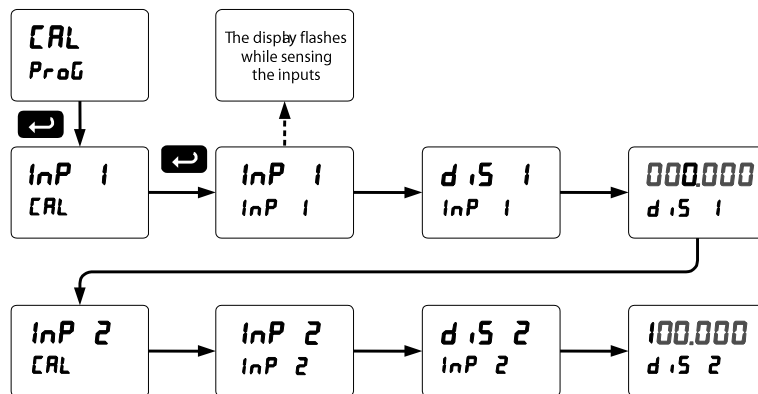 CAL
ProG
The display flashes
while sensing
the inputs
InP 1
CAL
InP 1
InP 1
diS 1
InP 1
000.000
diS 1
InP 2
CAL
InP 2
InP 2
diS 2
InP 2
100.000
diS 2